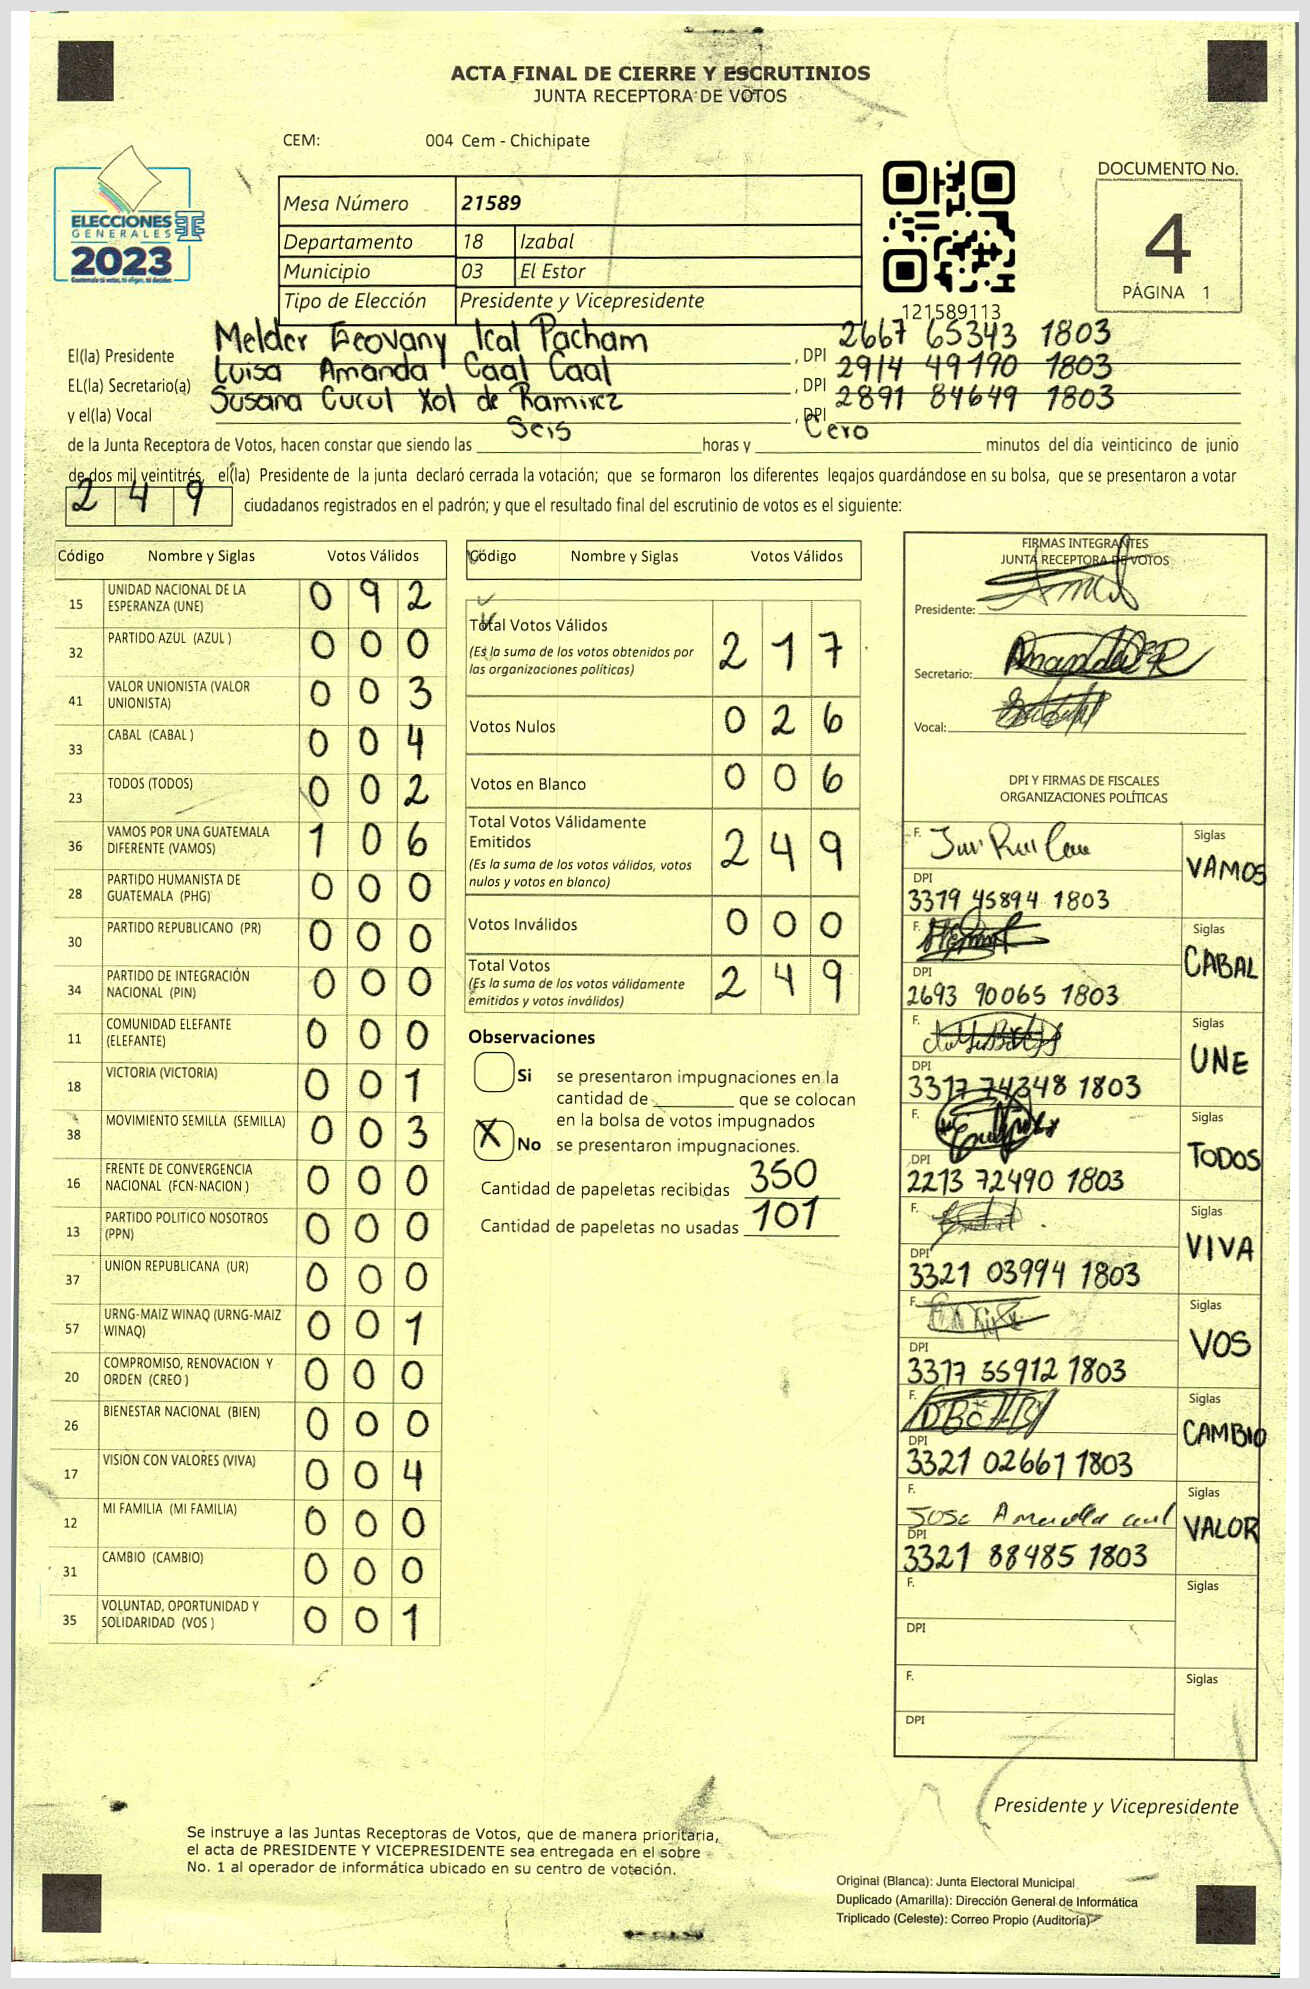 ACTA FINAL DE CIERRE Y ESCRUTINIOS
JUNTA RECEPTORA DE VOTOS
CEM: 004 Cem - Chichipate
ELECCIONES
GENERALES
2023
Mesa Número 21589
Departamento 18 Izabal
Municipio 03 El Estor
Tipo de Elección Presidente y Vicepresidente
121589113
DOCUMENTO No.
4
PÁGINA 1
El(la) Presidente Melder Geovany Ical Pacham, DPI 2667 65343 1803
EL(la) Secretario(a) Luisa Amanda Caal Caal, DPI 2914 49190 1803
y el(la) Vocal Susana Cucul Xol de Ramirez, DPI 2891 84649 1803
de la Junta Receptora de Votos, hacen constar que siendo las Seis horas y Cero minutos del día veinticinco de junio
de dos mil veintitrés, el(la) Presidente de la junta declaró cerrada la votación; que se formaron los diferentes legajos guardándose en su bolsa, que se presentaron a votar
249 ciudadanos registrados en el padrón; y que el resultado final del escrutinio de votos es el siguiente:
Código Nombre y Siglas Votos Válidos
15 UNIDAD NACIONAL DE LA ESPERANZA (UNE) 0 9 2
32 PARTIDO AZUL (AZUL ) 0 0 0
41 VALOR UNIONISTA (VALOR UNIONISTA) 0 0 3
33 CABAL (CABAL ) 0 0 4
23 TODOS (TODOS) 0 0 2
36 VAMOS POR UNA GUATEMALA DIFERENTE (VAMOS) 1 0 6
28 PARTIDO HUMANISTA DE GUATEMALA (PHG) 0 0 0
30 PARTIDO REPUBLICANO (PR) 0 0 0
34 PARTIDO DE INTEGRACIÓN NACIONAL (PIN) 0 0 0
11 COMUNIDAD ELEFANTE (ELEFANTE) 0 0 0
18 VICTORIA (VICTORIA) 0 0 1
38 MOVIMIENTO SEMILLA (SEMILLA) 0 0 3
16 FRENTE DE CONVERGENCIA NACIONAL (FCN-NACION ) 0 0 0
13 PARTIDO POLITICO NOSOTROS (PPN) 0 0 0
37 UNION REPUBLICANA (UR) 0 0 0
57 URNG-MAIZ WINAQ (URNG-MAIZ WINAQ) 0 0 1
20 COMPROMISO, RENOVACION Y ORDEN (CREO ) 0 0 0
26 BIENESTAR NACIONAL (BIEN) 0 0 0
17 VISION CON VALORES (VIVA) 0 0 4
12 MI FAMILIA (MI FAMILIA) 0 0 0
31 CAMBIO (CAMBIO) 0 0 0
35 VOLUNTAD, OPORTUNIDAD Y SOLIDARIDAD (VOS ) 0 0 1
Código Nombre y Siglas Votos Válidos
Total Votos Válidos 2 1 7
(Es la suma de los votos obtenidos por
las organizaciones políticas)
Votos Nulos 0 2 6
Votos en Blanco 0 0 6
Total Votos Válidamente
Emitidos 2 4 9
(Es la suma de los votos válidos, votos
nulos y votos en blanco)
Votos Inválidos 0 0 0
Total Votos 2 4 9
(Es la suma de los votos válidamente
emitidos y votos inválidos)
Observaciones
Si se presentaron impugnaciones en la
cantidad de ________ que se colocan
en la bolsa de votos impugnados
X No se presentaron impugnaciones.
Cantidad de papeletas recibidas 350
Cantidad de papeletas no usadas 101
FIRMAS INTEGRANTES
JUNTA RECEPTORA DE VOTOS
Presidente:
Secretario:
Vocal:
DPI Y FIRMAS DE FISCALES
ORGANIZACIONES POLÍTICAS
F. Siglas VAMOS
DPI 3379 45894 1803
F. Siglas CABAL
DPI 2693 90065 1803
F. Siglas UNE
DPI 3317 74348 1803
F. Siglas TODOS
DPI 2213 72490 1803
F. Siglas VIVA
DPI 3321 03994 1803
F. Siglas VOS
DPI 3317 55912 1803
F. Siglas CAMBIO
DPI 3321 02661 1803
F. Siglas VALOR
DPI 3321 88485 1803
F. Siglas
DPI
F. Siglas
DPI
Presidente y Vicepresidente
Se instruye a las Juntas Receptoras de Votos, que de manera prioritaria,
el acta de PRESIDENTE Y VICEPRESIDENTE sea entregada en el sobre
No. 1 al operador de informática ubicado en su centro de votación.
Original (Blanca): Junta Electoral Municipal
Duplicado (Amarilla): Dirección General de Informática
Triplicado (Celeste): Correo Propio (Auditoría)